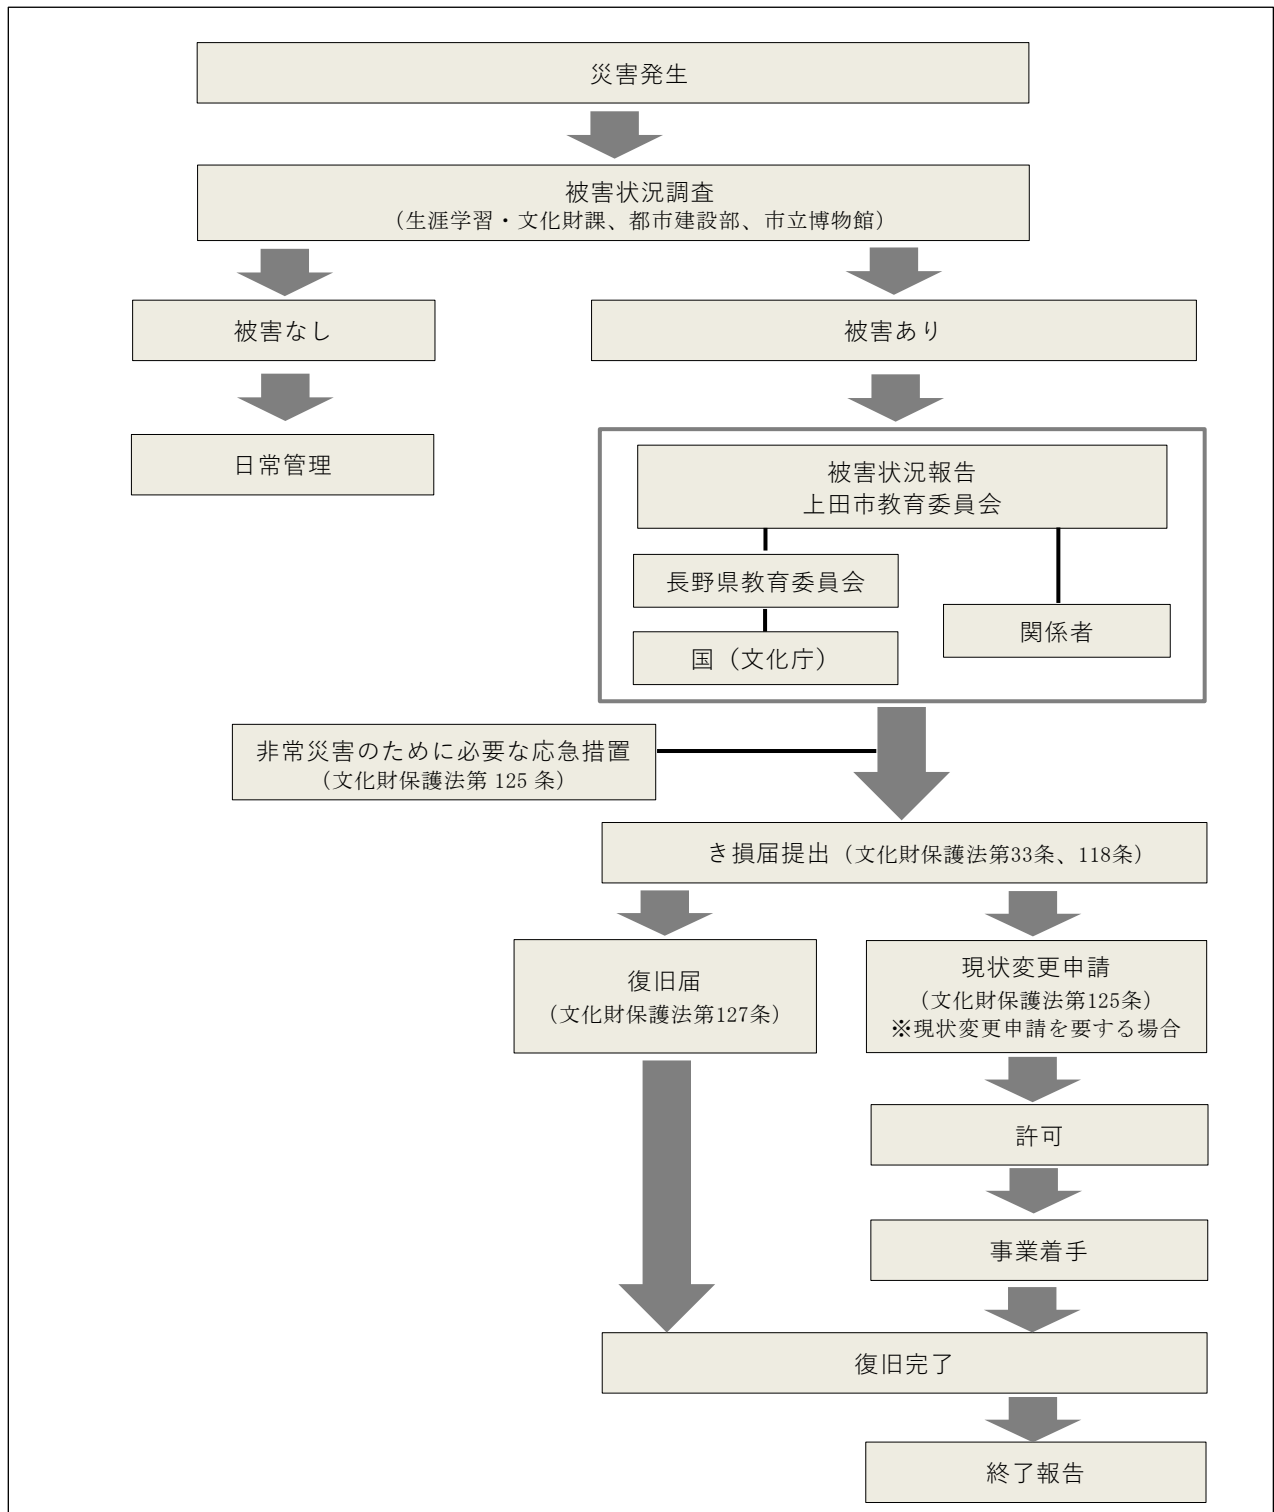 災害発生
被害状況調査
（生涯学習・文化財課、都市建設部、市立博物館）
被害なし
被害あり
日常管理
被害状況報告
上田市教育委員会
長野県教育委員会
関係者
国（文化庁）
非常災害のために必要な応急措置
（文化財保護法第 125 条）
き損届提出（文化財保護法第33条、118条）
復旧届
（文化財保護法第127条）
現状変更申請
（文化財保護法第125条）
※現状変更申請を要する場合
許可
事業着手
復旧完了
終了報告